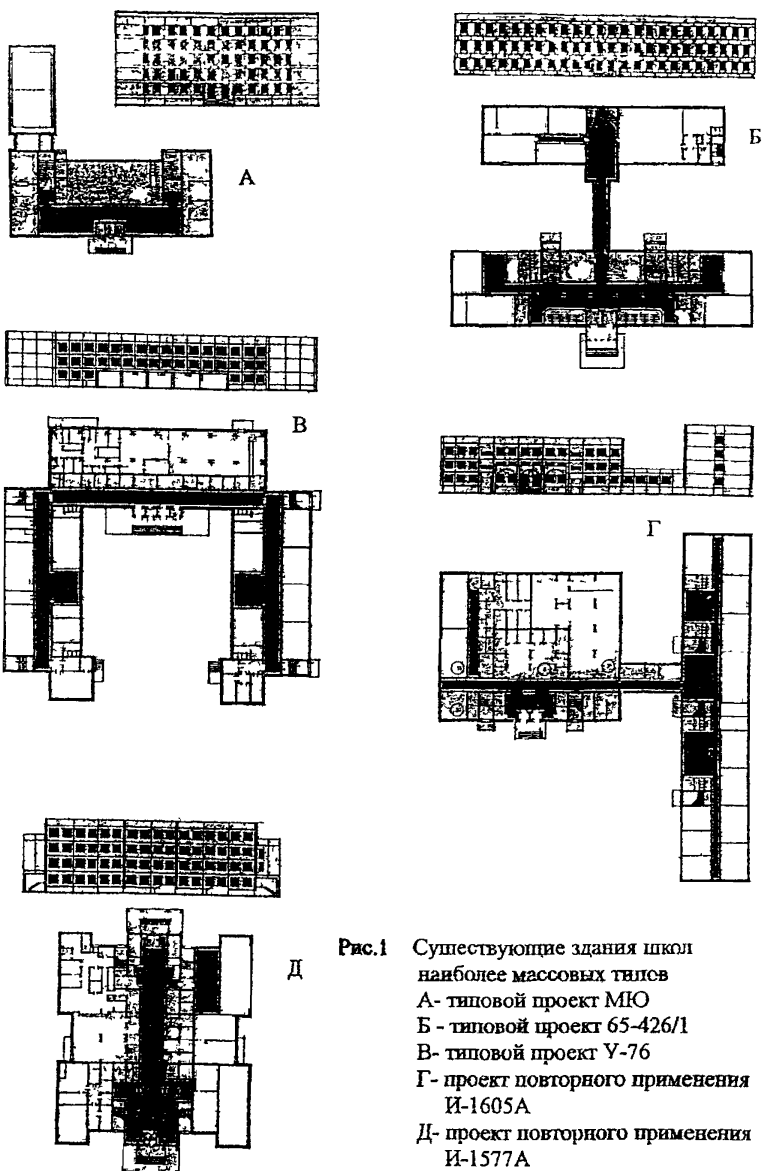 А
Б
В
Г
Д
Рис.1 Существующие здания школ
наиболее массовых типов
А- типовой проект МЮ
Б - типовой проект 65-426/1
В- типовой проект У-76
Г- проект повторного применения
И-1605А
Д- проект повторного применения
И-1577А